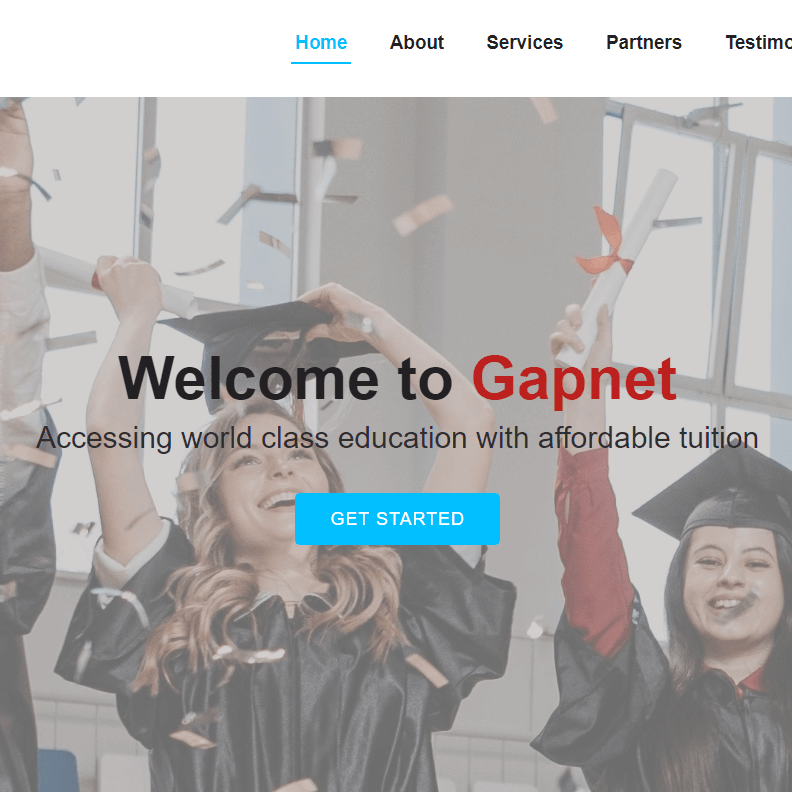 Home About Services Partners Testimo
Welcome to Gapnet
Accessing world class education with affordable tuition
GET STARTED